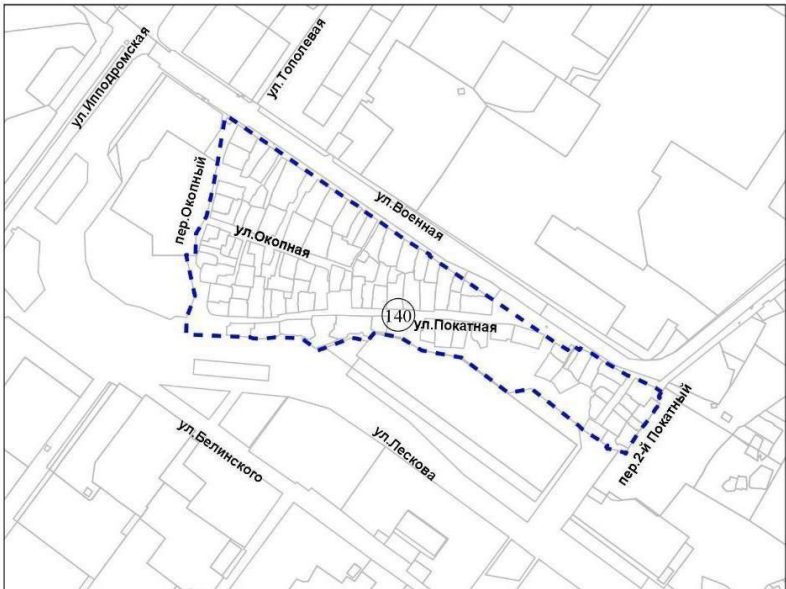 ул.Ипподромская
ул.Тополевая
пер.Окопный
ул.Военная
ул.Окопная
140
ул.Покатная
пер.2-й Покатный
ул.Белинского
ул.Лескова